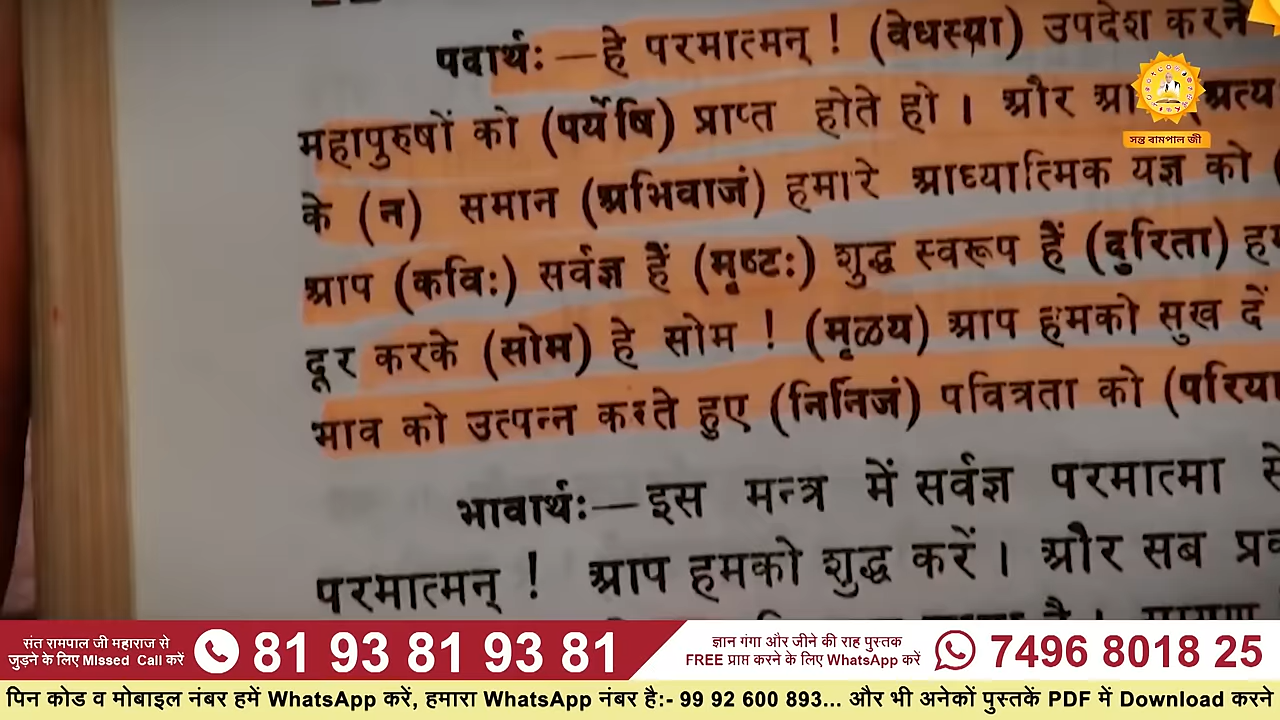 पदार्थः—हे परमात्मन् ! (वेधस्या) उपदेश करने
महापुरुषों को (पर्येषि) प्राप्त होते हो । और
के (न) समान (अभिवाजं) हमारे आध्यात्मिक यज्ञ को
आप (कविः) सर्वज्ञ हैं (मृष्टः) शुद्ध स्वरूप हैं (दुरिता)
दूर करके (सोम) हे सोम ! (मृळय) आप हमको सुख दें
भाव को उत्पन्न करते हुए (निर्निजं) पवित्रता को
भावार्थः—इस मन्त्र में सर्वज्ञ परमात्मा से
परमात्मन् ! आप हमको शुद्ध करें । और सब
सन्त रामपाल जी
संत रामपाल जी महाराज से
जुड़ने के लिए Missed Call करें
81 93 81 93 81
ज्ञान गंगा और जीने की राह पुस्तक
FREE प्राप्त करने के लिए WhatsApp करें
7496 8018 25
पिन कोड व मोबाइल नंबर हमें WhatsApp करें, हमारा WhatsApp नंबर है:- 99 92 600 893... और भी अनेकों पुस्तकें PDF में Download करने